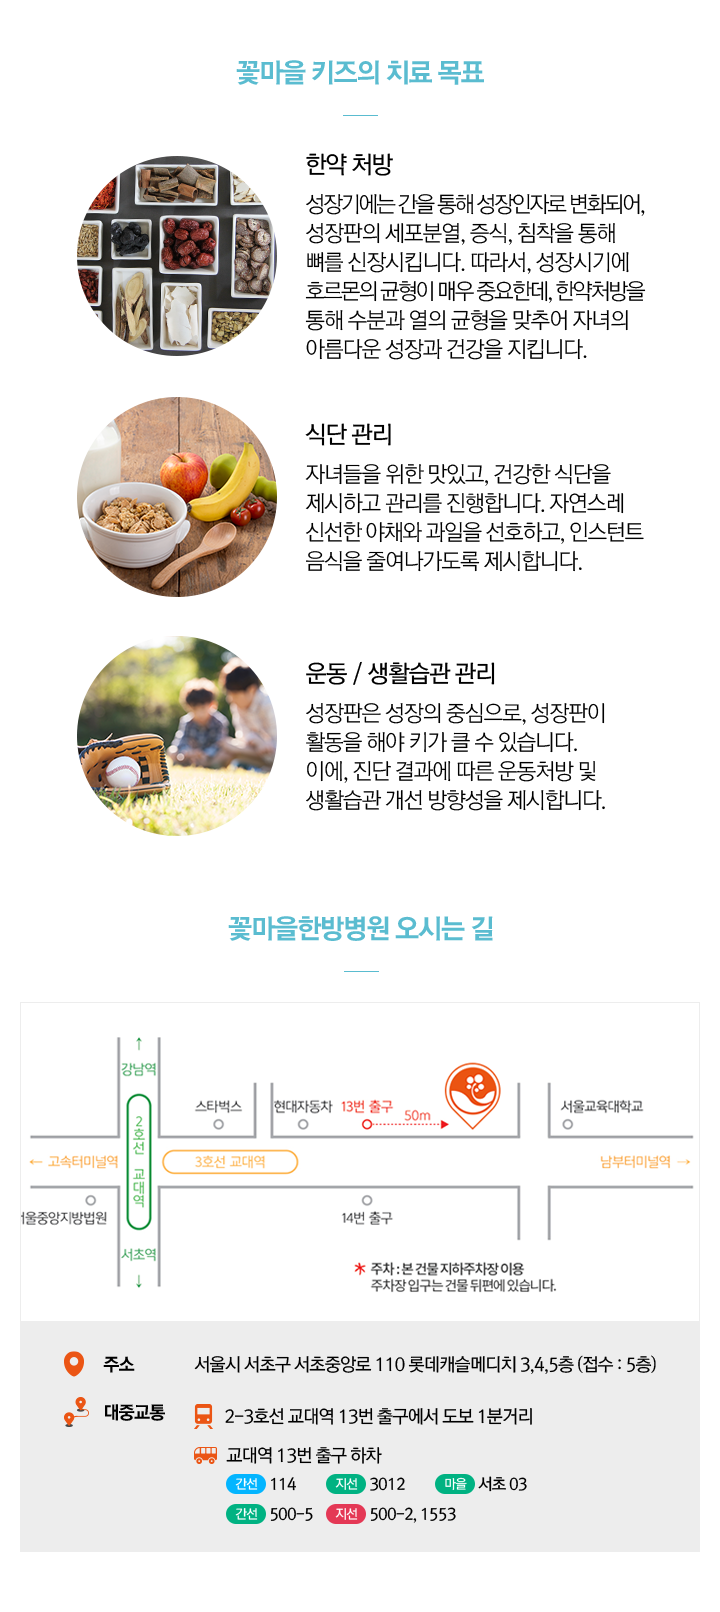 꽃마을 키즈의 치료 목표
한약 처방
성장기에는 간을 통해 성장인자로 변화되어,
성장판의 세포분열, 증식, 침착을 통해
뼈를 신장시킵니다. 따라서, 성장시기에
호르몬의 균형이 매우 중요한데, 한약처방을
통해 수분과 열의 균형을 맞추어 자녀의
아름다운 성장과 건강을 지킵니다.
식단 관리
자녀들을 위한 맛있고, 건강한 식단을
제시하고 관리를 진행합니다. 자연스레
신선한 야채와 과일을 선호하고, 인스턴트
음식을 줄여나가도록 제시합니다.
운동 / 생활습관 관리
성장판은 성장의 중심으로, 성장판이
활동을 해야 키가 클 수 있습니다.
이에, 진단 결과에 따른 운동처방 및
생활습관 개선 방향성을 제시합니다.
꽃마을한방병원 오시는 길
↑
강남역
스타벅스
현대자동차
13번 출구
50m
서울교육대학교
2호선 교대역
← 고속터미널역
3호선 교대역
남부터미널역 →
서울중앙지방법원
14번 출구
서초역
↓
* 주차 : 본 건물 지하주차장 이용
주차장 입구는 건물 뒤편에 있습니다.
주소 서울시 서초구 서초중앙로 110 롯데캐슬메디치 3,4,5층 (접수 : 5층)
대중교통 2-3호선 교대역 13번 출구에서 도보 1분거리
교대역 13번 출구 하차
간선 114 지선 3012 마을 서초 03
간선 500-5 지선 500-2, 1553